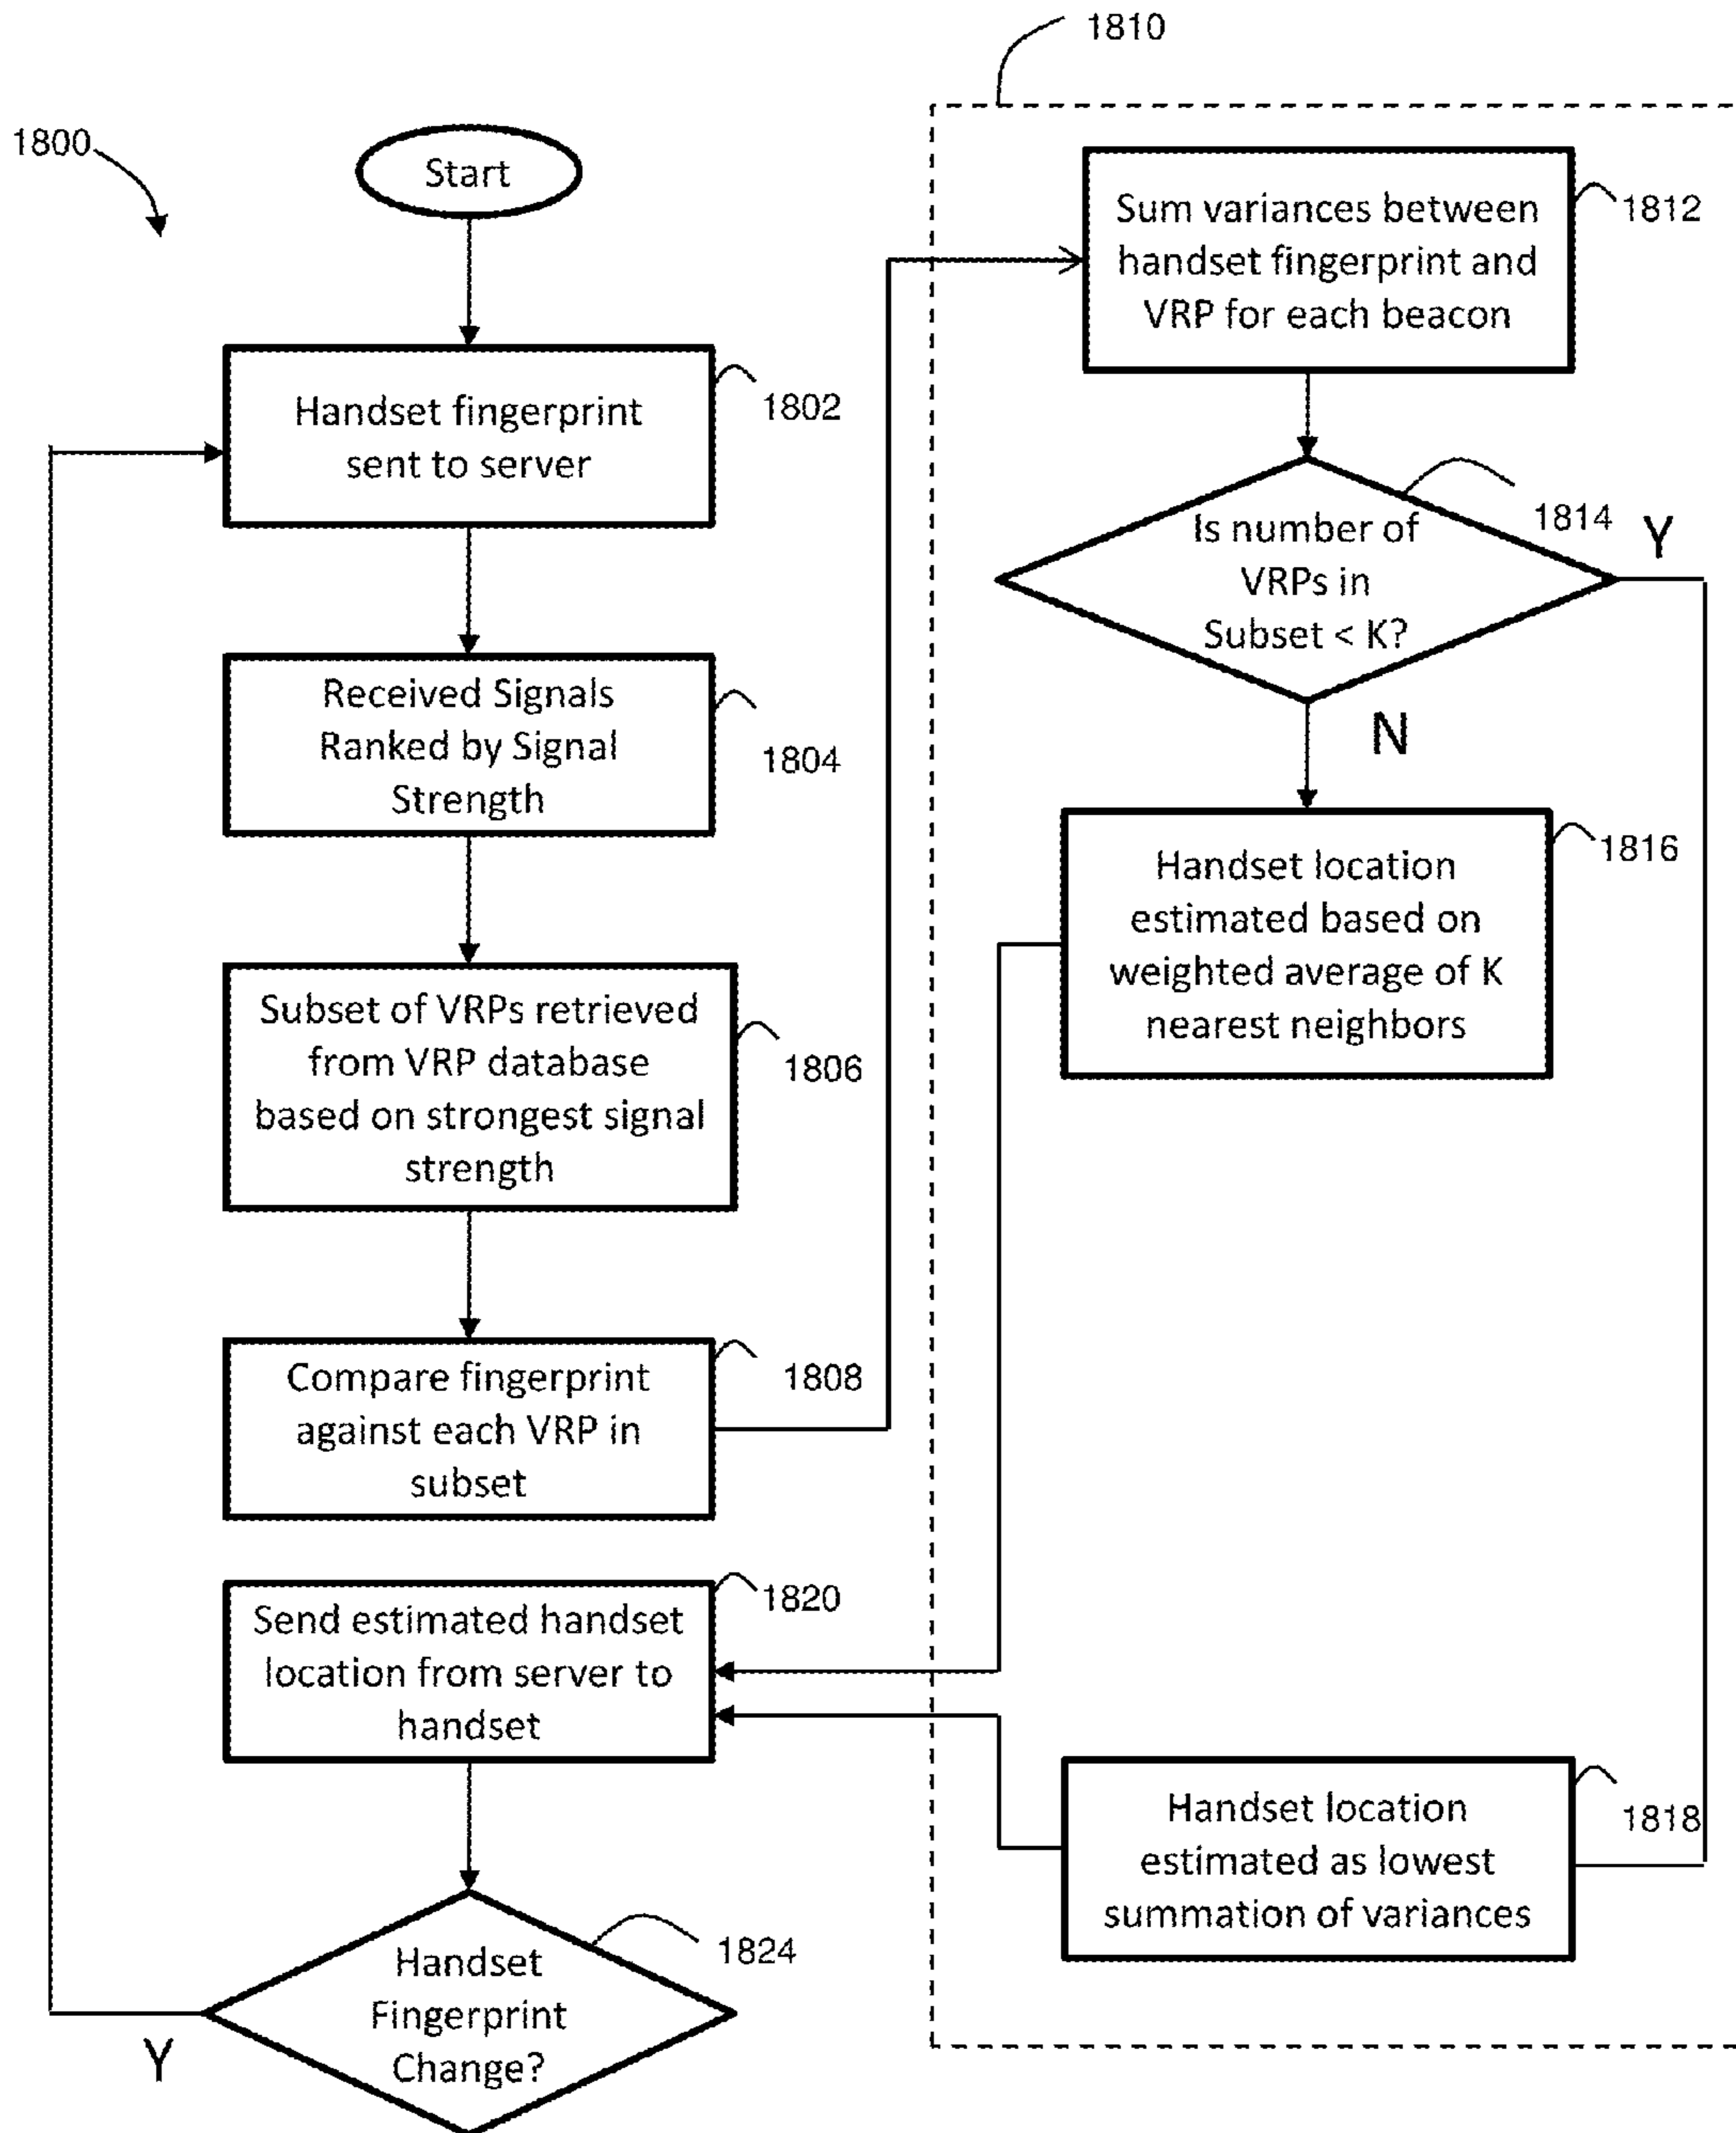 1800
Start
Handset fingerprint
sent to server
1802
Received Signals
Ranked by Signal
Strength
1804
Subset of VRPs retrieved
from VRP database
based on strongest signal
strength
1806
Compare fingerprint
against each VRP in
subset
1808
1810
Sum variances between
handset fingerprint and
VRP for each beacon
1812
Is number of
VRPs in
Subset < K?
1814
Y
N
Handset location
estimated based on
weighted average of K
nearest neighbors
1816
Handset location
estimated as lowest
summation of variances
1818
Send estimated handset
location from server to
handset
1820
Handset
Fingerprint
Change?
1824
Y